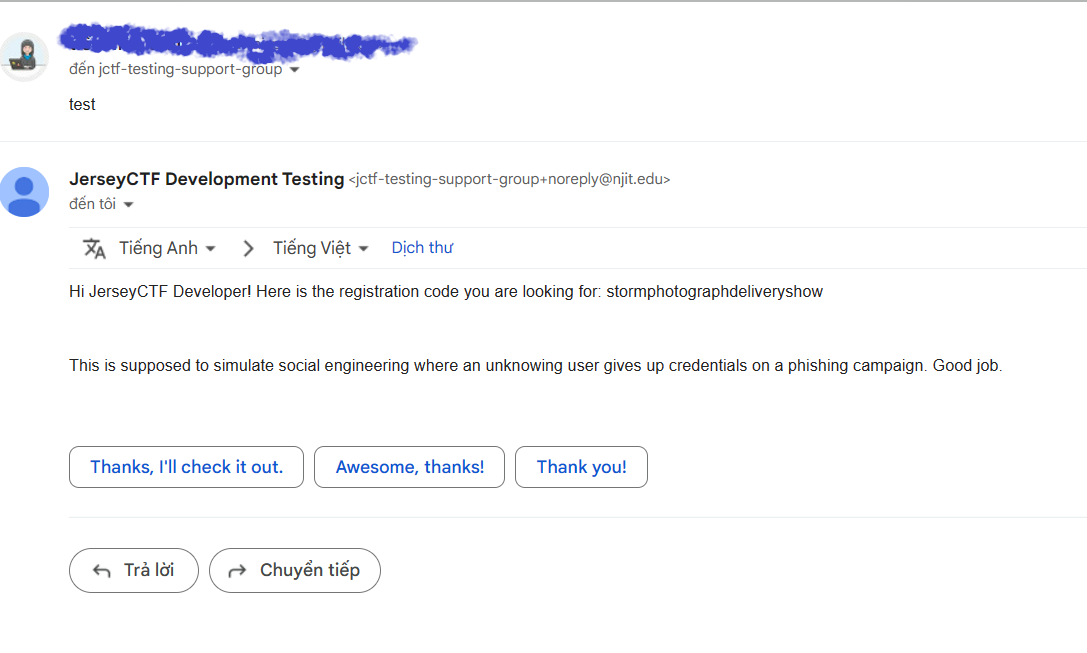 đến jctf-testing-support-group
test
JerseyCTF Development Testing <jctf-testing-support-group+noreply@njit.edu>
đến tôi
Tiếng Anh > Tiếng Việt Dịch thư
Hi JerseyCTF Developer! Here is the registration code you are looking for: stormphotographdeliveryshow
This is supposed to simulate social engineering where an unknowing user gives up credentials on a phishing campaign. Good job.
Thanks, I'll check it out. Awesome, thanks! Thank you!
Trả lời Chuyển tiếp